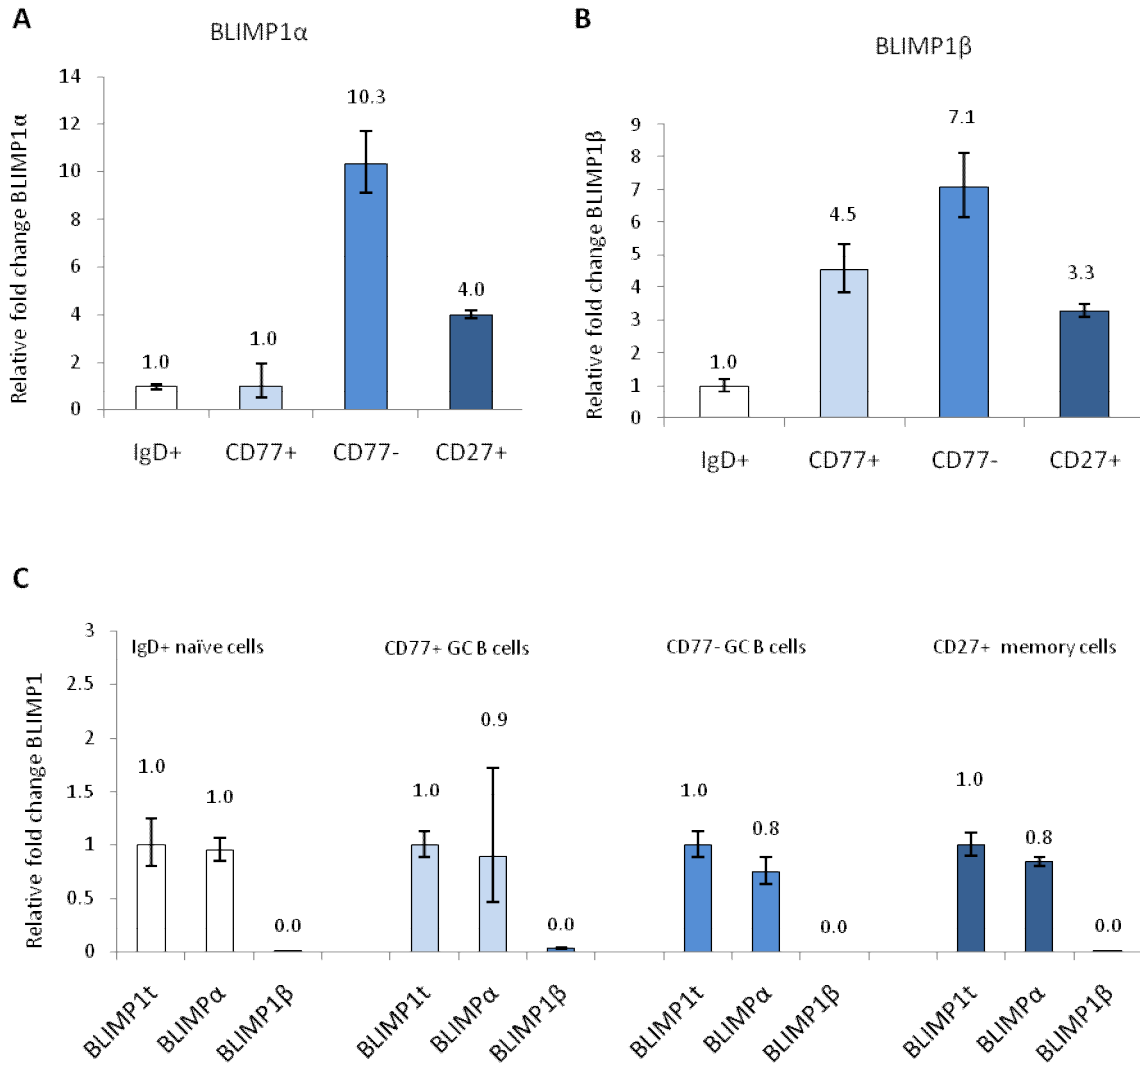 A
BLIMP1α
Relative fold change BLIMP1α
14
12
10
8
6
4
2
0
1.0
1.0
10.3
4.0
IgD+ CD77+ CD77- CD27+
B
BLIMP1β
Relative fold change BLIMP1β
9
8
7
6
5
4
3
2
1
0
1.0
4.5
7.1
3.3
IgD+ CD77+ CD77- CD27+
C
Relative fold change BLIMP1
3
2.5
2
1.5
1
0.5
0
IgD+ naïve cells
1.0
1.0
0.0
CD77+ GC B cells
1.0
0.9
0.0
CD77- GC B cells
1.0
0.8
0.0
CD27+ memory cells
1.0
0.8
0.0
BLIMP1t
BLIMPα
BLIMP1β
BLIMP1t
BLIMPα
BLIMP1β
BLIMP1t
BLIMPα
BLIMP1β
BLIMP1t
BLIMPα
BLIMP1β